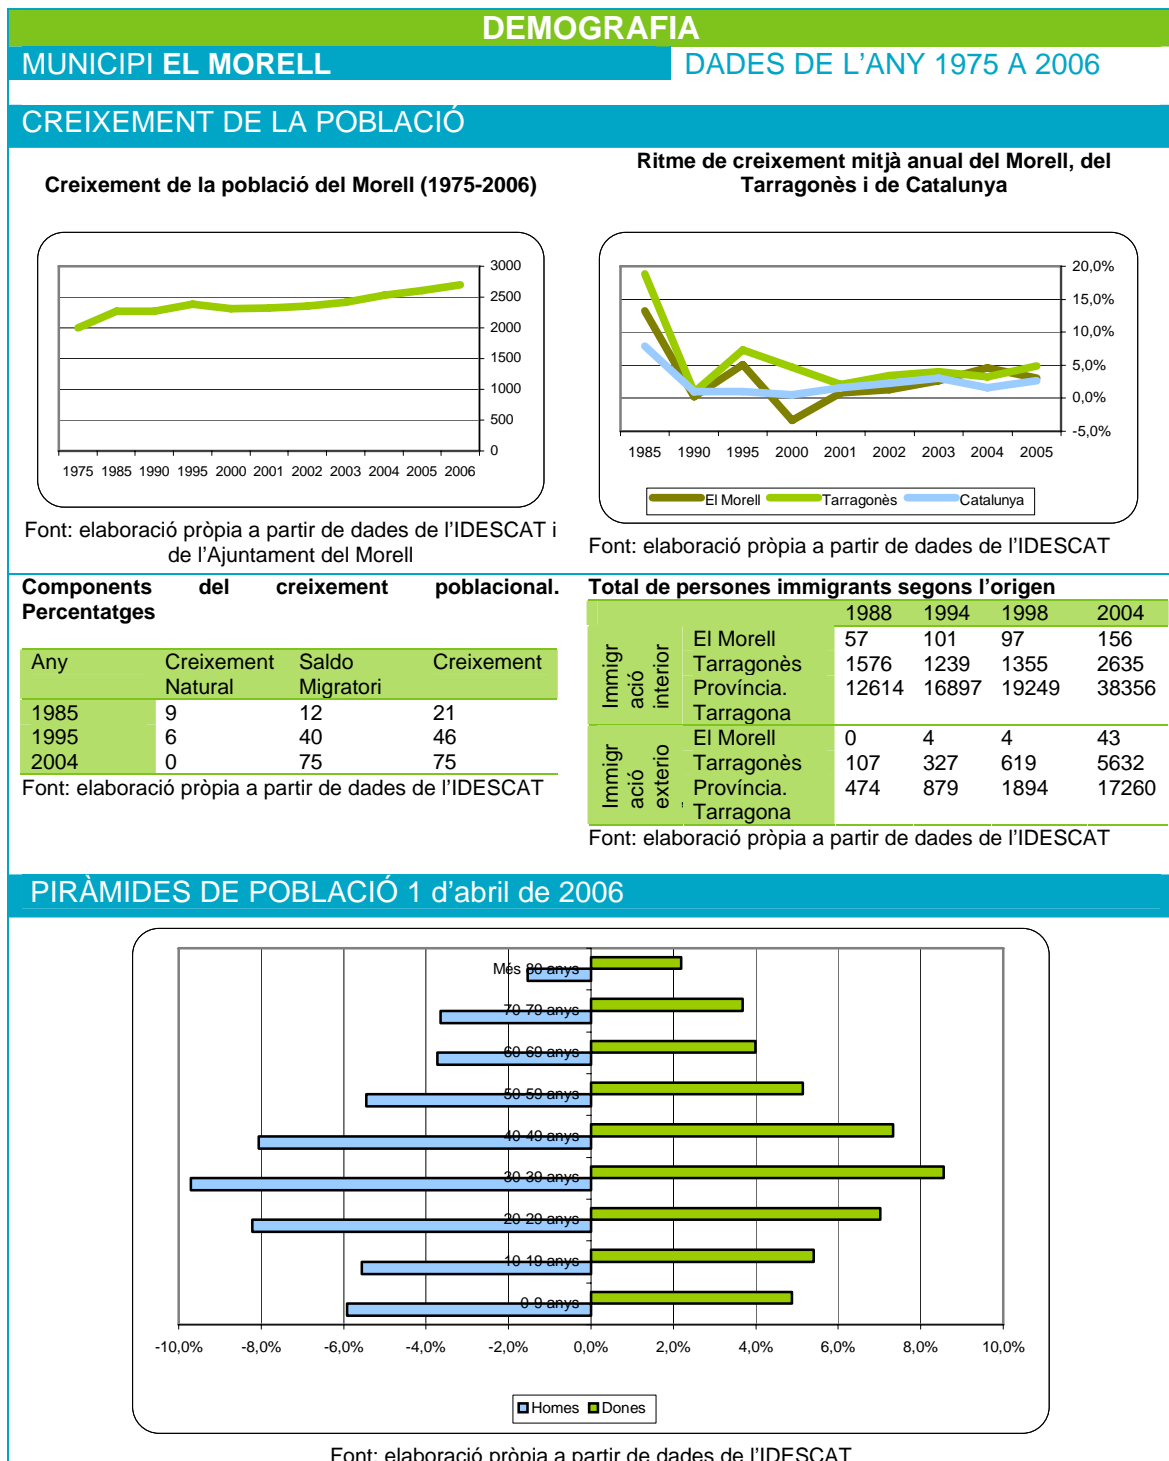 DEMOGRAFIA
MUNICIPI EL MORELL
DADES DE L'ANY 1975 A 2006
CREIXEMENT DE LA POBLACIÓ
Creixement de la població del Morell (1975-2006)
3000
2500
2000
1500
1000
500
0
1975 1985 1990 1995 2000 2001 2002 2003 2004 2005 2006
Font: elaboració pròpia a partir de dades de l'IDESCAT i
de l'Ajuntament del Morell
Ritme de creixement mitjà anual del Morell, del
Tarragonès i de Catalunya
20,0%
15,0%
10,0%
5,0%
0,0%
-5,0%
1985 1990 1995 2000 2001 2002 2003 2004 2005
El Morell Tarragonès Catalunya
Font: elaboració pròpia a partir de dades de l'IDESCAT
Components del creixement poblacional.
Percentatges
Any Creixement Saldo Creixement
Natural Migratori
1985 9 12 21
1995 6 40 46
2004 0 75 75
Font: elaboració pròpia a partir de dades de l'IDESCAT
Total de persones immigrants segons l'origen
1988 1994 1998 2004
Immigr
ació
interior
El Morell 57 101 97 156
Tarragonès 1576 1239 1355 2635
Província. 12614 16897 19249 38356
Tarragona
Immigr
ació
exterio
El Morell 0 4 4 43
Tarragonès 107 327 619 5632
Província. 474 879 1894 17260
Tarragona
Font: elaboració pròpia a partir de dades de l'IDESCAT
PIRÀMIDES DE POBLACIÓ 1 d'abril de 2006
Més 80 anys
70-79 anys
60-69 anys
50-59 anys
40-49 anys
30-39 anys
20-29 anys
10-19 anys
0-9 anys
-10,0% -8,0% -6,0% -4,0% -2,0% 0,0% 2,0% 4,0% 6,0% 8,0% 10,0%
Homes Dones
Font: elaboració pròpia a partir de dades de l'IDESCAT